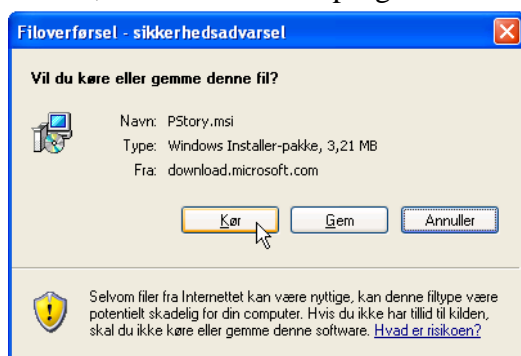 Filoverførsel - sikkerhedsadvarsel
Vil du køre eller gemme denne fil?
Navn: PStory.msi
Type: Windows Installer-pakke, 3,21 MB
Fra: download.microsoft.com
Kør Gem Annuller
Selvom filer fra Internettet kan være nyttige, kan denne filtype være
potentielt skadelig for din computer. Hvis du ikke har tillid til kilden,
skal du ikke køre eller gemme denne software. Hvad er risikoen?